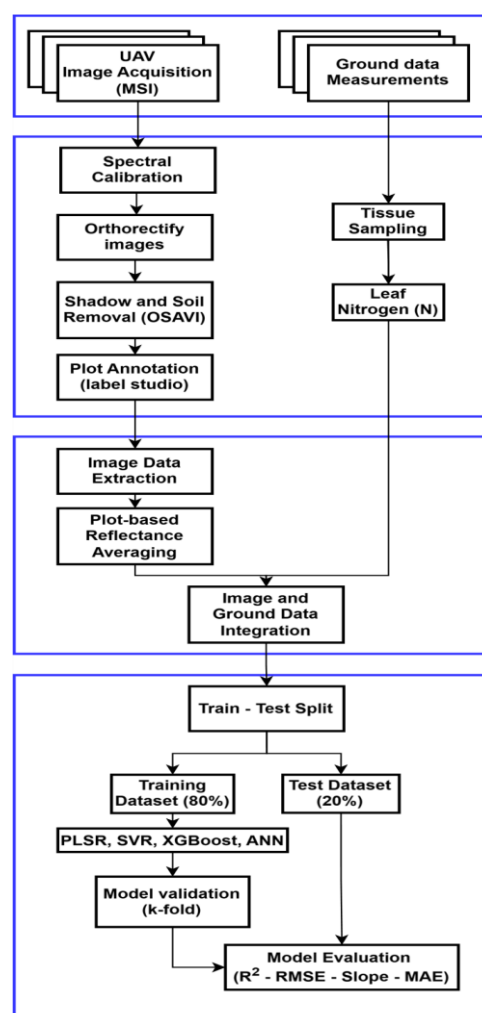 UAV
Image Acquisition
(MSI)
Ground data
Measurements
Spectral
Calibration
Orthorectify
images
Shadow and Soil
Removal (OSAVI)
Plot Annotation
(label studio)
Tissue
Sampling
Leaf
Nitrogen (N)
Image Data
Extraction
Plot-based
Reflectance
Averaging
Image and
Ground Data
Integration
Train - Test Split
Training
Dataset (80%)
Test Dataset
(20%)
PLSR, SVR, XGBoost, ANN
Model validation
(k-fold)
Model Evaluation
(R² - RMSE - Slope - MAE)